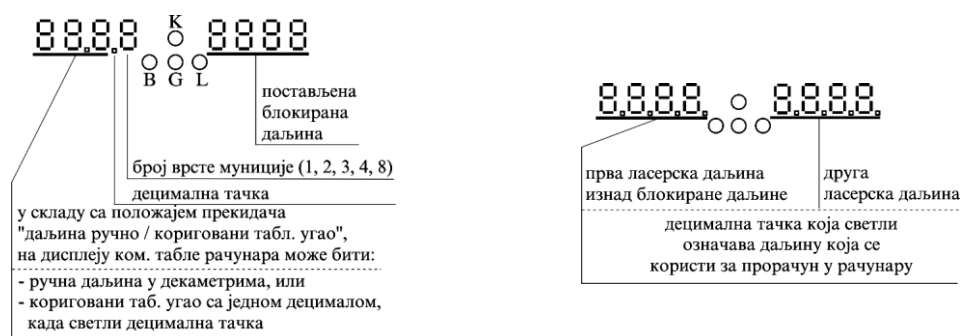 88.8.8
K
8888
B G L
постављена
блокирана
даљина
број врсте муниције (1, 2, 3, 4, 8)
децимална тачка
у складу са положајем прекидача
"даљина ручно / кориговани табл. угао",
на дисплеју ком. табле рачунара може бити:
- ручна даљина у декаметрима, или
- кориговани таб. угао са једном децималом,
када светли децимална тачка
8.8.8.8.
8.8.8.8.
прва ласерска даљина
изнад блокиране даљине
друга
ласерска даљина
децимална тачка која светли
означава даљину која се
користи за прорачун у рачунару